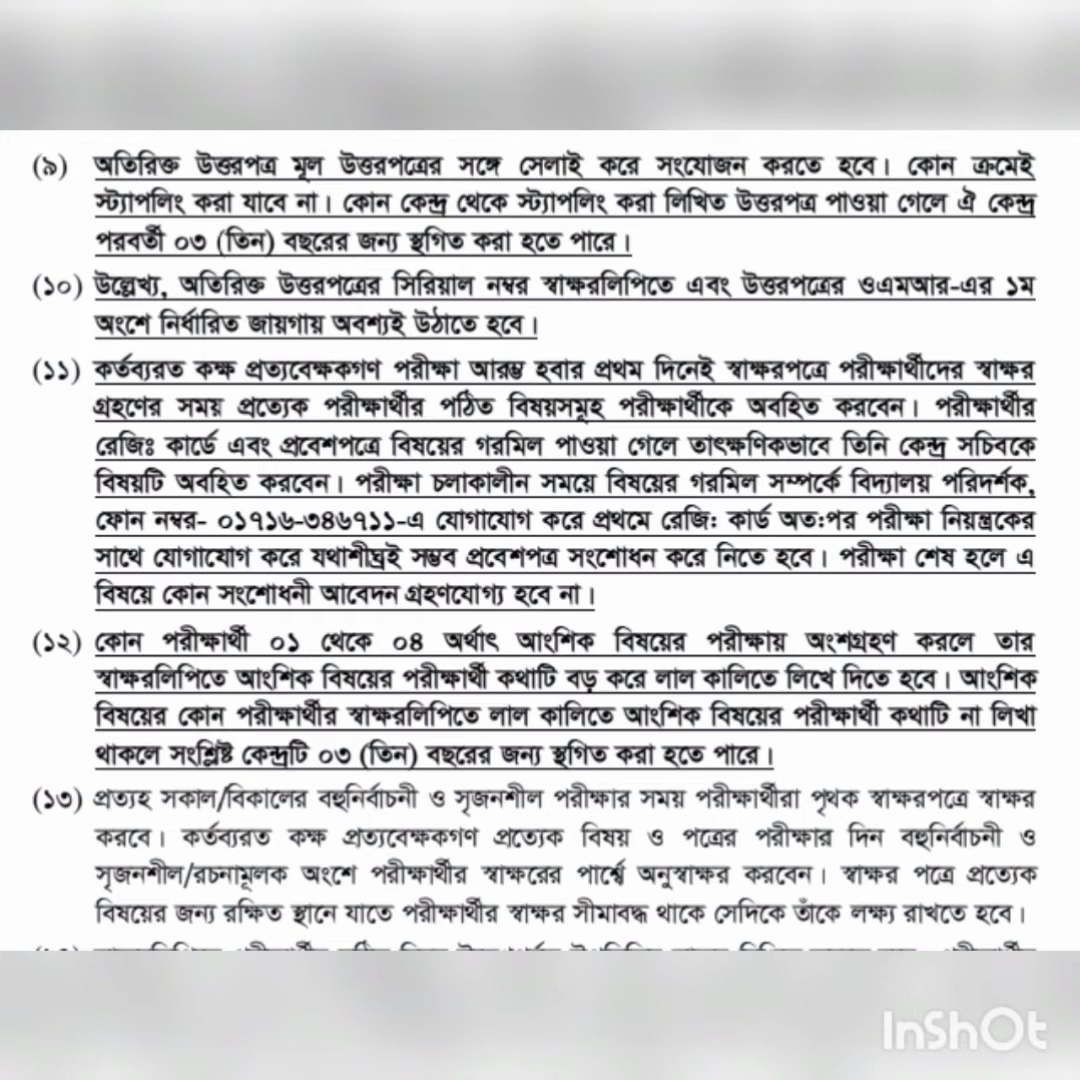 (৯) অতিরিক্ত উত্তরপত্র মূল উত্তরপত্রের সঙ্গে সেলাই করে সংযোজন করতে হবে। কোন ক্রমেই
স্ট্যাপলিং করা যাবে না। কোন কেন্দ্র থেকে স্ট্যাপলিং করা লিখিত উত্তরপত্র পাওয়া গেলে ঐ কেন্দ্র
পরবর্তী ০৩ (তিন) বছরের জন্য স্থগিত করা হতে পারে।
(১০) উল্লেখ্য, অতিরিক্ত উত্তরপত্রের সিরিয়াল নম্বর স্বাক্ষরলিপিতে এবং উত্তরপত্রের ওএমআর-এর ১ম
অংশে নির্ধারিত জায়গায় অবশ্যই উঠাতে হবে।
(১১) কর্তব্যরত কক্ষ প্রত্যবেক্ষকগণ পরীক্ষা আরম্ভ হবার প্রথম দিনেই স্বাক্ষরপত্রে পরীক্ষার্থীদের স্বাক্ষর
গ্রহণের সময় প্রত্যেক পরীক্ষার্থীর পঠিত বিষয়সমূহ পরীক্ষার্থীকে অবহিত করবেন। পরীক্ষার্থীর
রেজিঃ কার্ডে এবং প্রবেশপত্রে বিষয়ের গরমিল পাওয়া গেলে তাৎক্ষণিকভাবে তিনি কেন্দ্র সচিবকে
বিষয়টি অবহিত করবেন। পরীক্ষা চলাকালীন সময়ে বিষয়ের গরমিল সম্পর্কে বিদ্যালয় পরিদর্শক,
ফোন নম্বর- ০১৭১৬-৩৪৬৭১১-এ যোগাযোগ করে প্রথমে রেজি: কার্ড অত:পর পরীক্ষা নিয়ন্ত্রকের
সাথে যোগাযোগ করে যথাশীঘ্রই সম্ভব প্রবেশপত্র সংশোধন করে নিতে হবে। পরীক্ষা শেষ হলে এ
বিষয়ে কোন সংশোধনী আবেদন গ্রহণযোগ্য হবে না।
(১২) কোন পরীক্ষার্থী ০১ থেকে ০৪ অর্থাৎ আংশিক বিষয়ের পরীক্ষায় অংশগ্রহণ করলে তার
স্বাক্ষরলিপিতে আংশিক বিষয়ের পরীক্ষার্থী কথাটি বড় করে লাল কালিতে লিখে দিতে হবে। আংশিক
বিষয়ের কোন পরীক্ষার্থীর স্বাক্ষরলিপিতে লাল কালিতে আংশিক বিষয়ের পরীক্ষার্থী কথাটি না লিখা
থাকলে সংশ্লিষ্ট কেন্দ্রটি ০৩ (তিন) বছরের জন্য স্থগিত করা হতে পারে।
(১৩) প্রত্যহ সকাল/বিকালের বহুনির্বাচনী ও সৃজনশীল পরীক্ষার সময় পরীক্ষার্থীরা পৃথক স্বাক্ষরপত্রে স্বাক্ষর
করবে। কর্তব্যরত কক্ষ প্রত্যবেক্ষকগণ প্রত্যেক বিষয় ও পত্রের পরীক্ষার দিন বহুনির্বাচনী ও
সৃজনশীল/রচনামূলক অংশে পরীক্ষার্থীর স্বাক্ষরের পার্শ্বে অনুস্বাক্ষর করবেন। স্বাক্ষর পত্রে প্রত্যেক
বিষয়ের জন্য রক্ষিত স্থানে যাতে পরীক্ষার্থীর স্বাক্ষর সীমাবদ্ধ থাকে সেদিকে তাঁকে লক্ষ্য রাখতে হবে।
InShOt